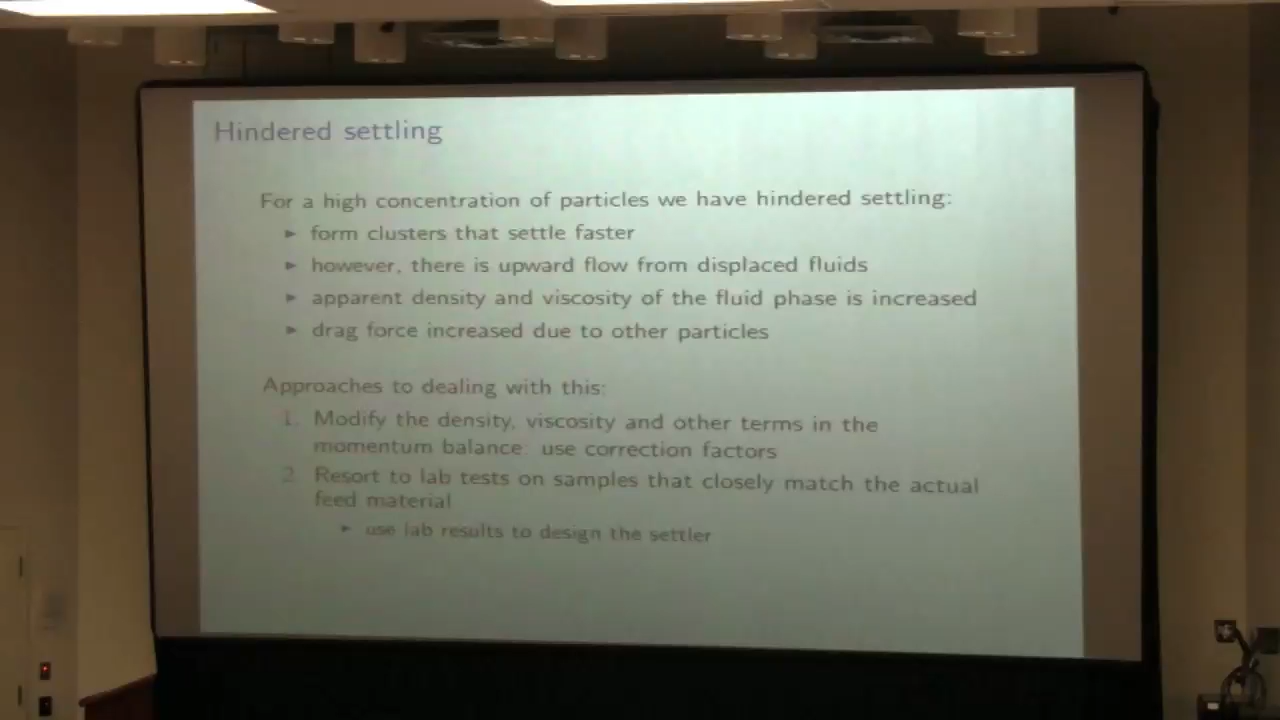 Hindered settling
For a high concentration of particles we have hindered settling:
► form clusters that settle faster
► however, there is upward flow from displaced fluids
► apparent density and viscosity of the fluid phase is increased
► drag force increased due to other particles
Approaches to dealing with this:
1. Modify the density, viscosity and other terms in the
momentum balance: use correction factors
2. Resort to lab tests on samples that closely match the actual
feed material
► use lab results to design the settler